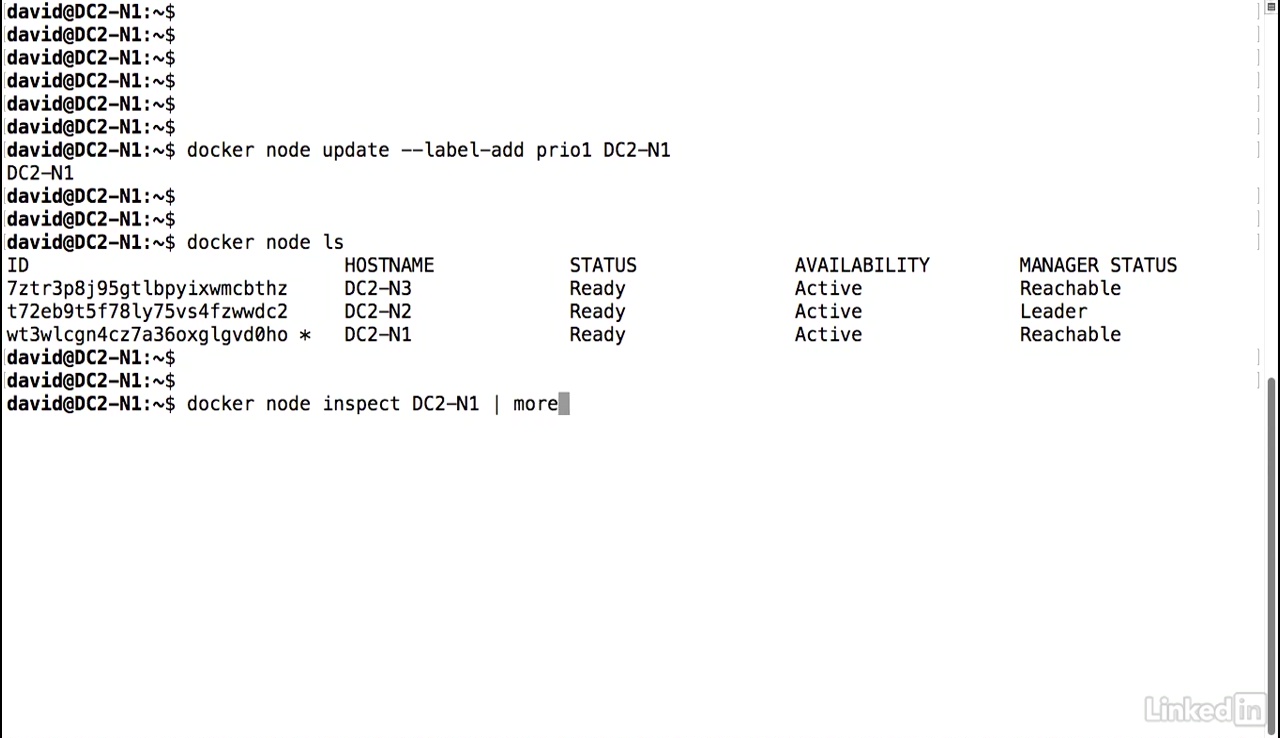 david@DC2-N1:~$
david@DC2-N1:~$
david@DC2-N1:~$
david@DC2-N1:~$
david@DC2-N1:~$
david@DC2-N1:~$
david@DC2-N1:~$ docker node update --label-add prio1 DC2-N1
DC2-N1
david@DC2-N1:~$
david@DC2-N1:~$
david@DC2-N1:~$ docker node ls
ID HOSTNAME STATUS AVAILABILITY MANAGER STATUS
7ztr3p8j95gtlbpyixwmcbthz DC2-N3 Ready Active Reachable
t72eb9t5f78ly75vs4fzwwdc2 DC2-N2 Ready Active Leader
wt3wlcgn4cz7a36oxglgvd0ho * DC2-N1 Ready Active Reachable
david@DC2-N1:~$
david@DC2-N1:~$
david@DC2-N1:~$ docker node inspect DC2-N1 | more
LinkedIn